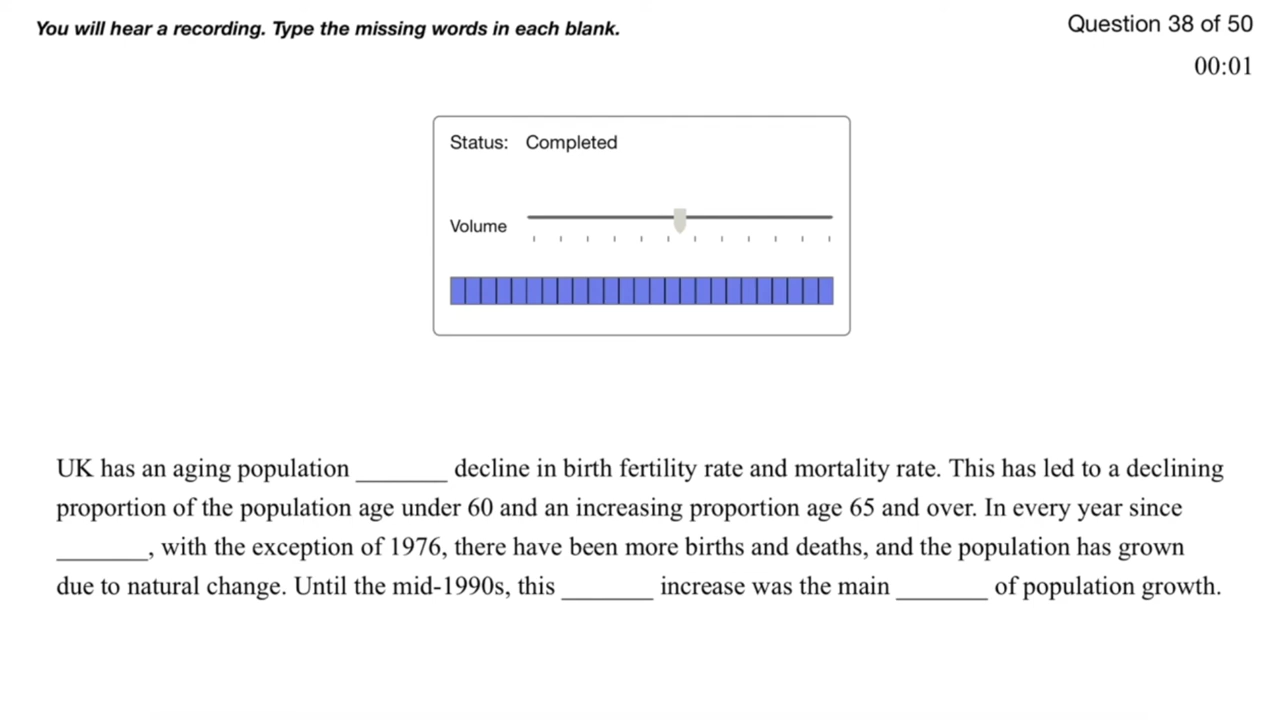 You will hear a recording. Type the missing words in each blank.
Question 38 of 50
00:01
Status: Completed
Volume
UK has an aging population _______ decline in birth fertility rate and mortality rate. This has led to a declining
proportion of the population age under 60 and an increasing proportion age 65 and over. In every year since
_______, with the exception of 1976, there have been more births and deaths, and the population has grown
due to natural change. Until the mid-1990s, this _______ increase was the main _______ of population growth.